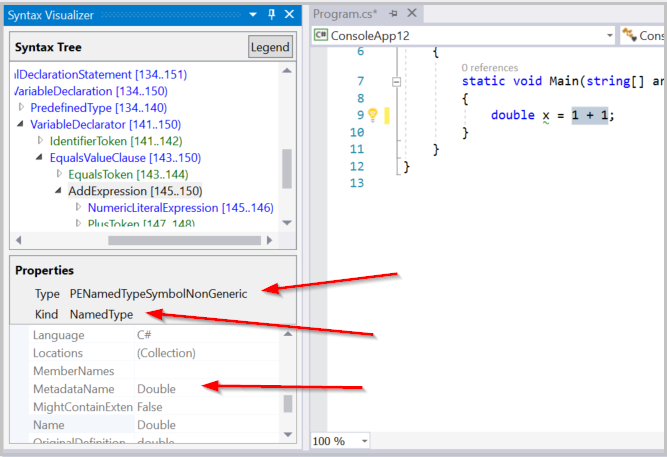 Syntax Visualizer
Syntax Tree
Legend
lDeclarationStatement [134..151)
VariableDeclaration [134..150)
PredefinedType [134..140)
VariableDeclarator [141..150)
IdentifierToken [141..142)
EqualsValueClause [143..150)
EqualsToken [143..144)
AddExpression [145..150)
NumericLiteralExpression [145..146)
PlusToken [147..148)
Properties
Type PENamedTypeSymbolNonGeneric
Kind NamedType
Language C#
Locations (Collection)
MemberNames
MetadataName Double
MightContainExten False
Name Double
OriginalDefinition double
Program.cs*
C# ConsoleApp12
Cons
6 {
0 references
7 static void Main(string[] ar
8 {
9 double x = 1 + 1;
10 }
11 }
12 }
13
100 %